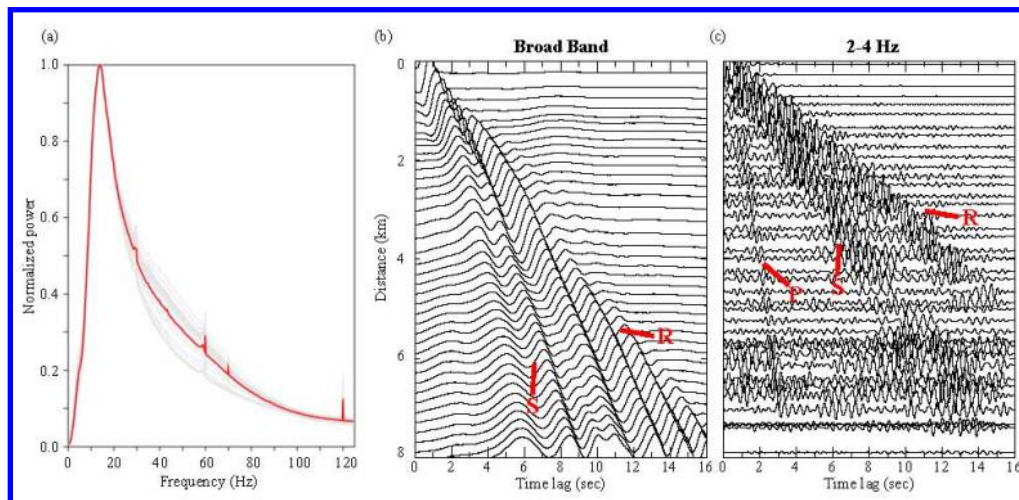 (a)
Normalized power
1.0
0.8
0.6
0.4
0.2
0.0
0 20 40 60 80 100 120
Frequency (Hz)
(b)
Broad Band
Distance (km)
0
2
4
6
8
R
S
0 2 4 6 8 10 12 14 16
Time lag (sec)
(c)
2-4 Hz
R
S
P
0 2 4 6 8 10 12 14 16
Time lag (sec)